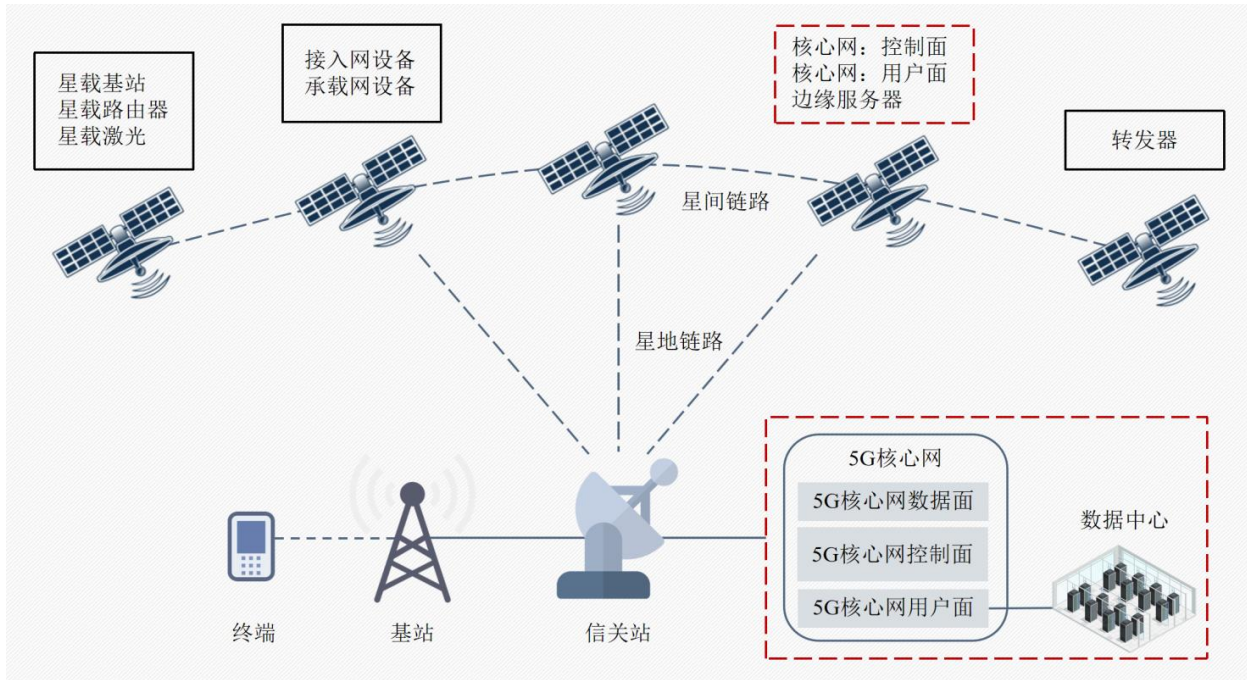 星载基站
星载路由器
星载激光
接入网设备
承载网设备
核心网：控制面
核心网：用户面
边缘服务器
转发器
星间链路
星地链路
5G核心网
5G核心网数据面
5G核心网控制面
5G核心网用户面
数据中心
终端
基站
信关站